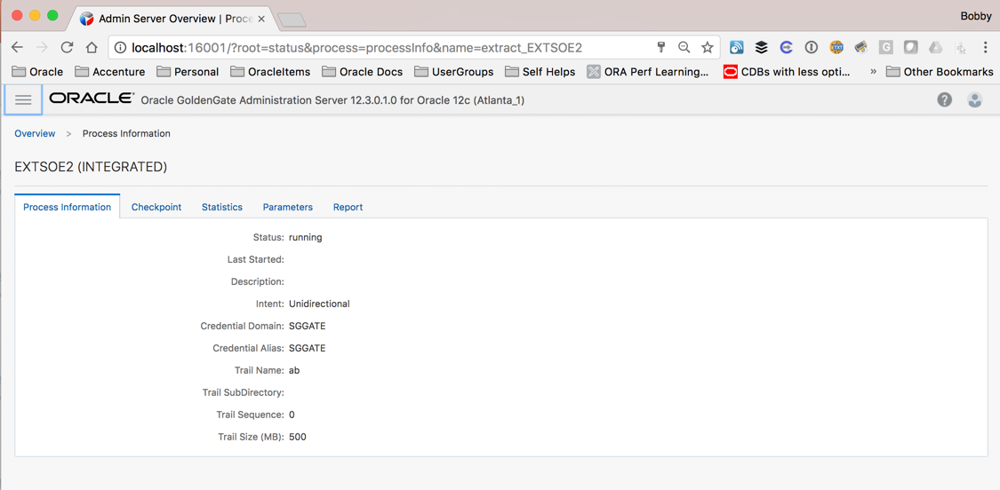 Admin Server Overview | Proce
Bobby
localhost:16001/?root=status&process=processInfo&name=extract_EXTSOE2
Oracle Accenture Personal OracleItems Oracle Docs UserGroups Self Helps ORA Perf Learning... CDBs with less opti... » Other Bookmarks
ORACLE Oracle GoldenGate Administration Server 12.3.0.1.0 for Oracle 12c (Atlanta_1)
Overview > Process Information
EXTSOE2 (INTEGRATED)
Process Information Checkpoint Statistics Parameters Report
Status: running
Last Started:
Description:
Intent: Unidirectional
Credential Domain: SGGATE
Credential Alias: SGGATE
Trail Name: ab
Trail SubDirectory:
Trail Sequence: 0
Trail Size (MB): 500